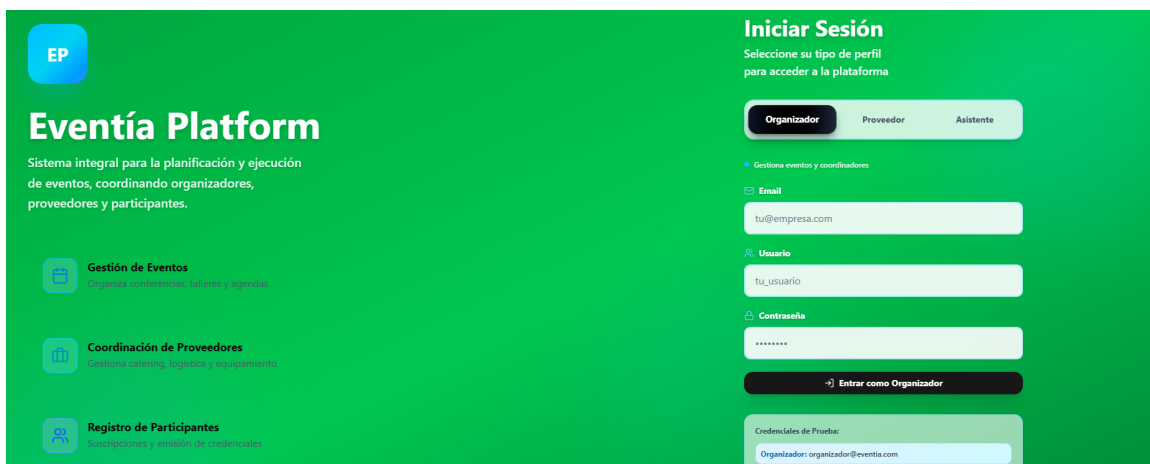 EP
Eventía Platform
Sistema integral para la planificación y ejecución
de eventos, coordinando organizadores,
proveedores y participantes.
Gestión de Eventos
Organiza conferencias, talleres y agendas
Coordinación de Proveedores
Gestiona catering, logística y equipamiento
Registro de Participantes
Suscripciones y emisión de credenciales
Iniciar Sesión
Seleccione su tipo de perfil
para acceder a la plataforma
Organizador Proveedor Asistente
Gestiona eventos y coordinadores
Email
tu@empresa.com
Usuario
tu_usuario
Contraseña
••••••••
Entrar como Organizador
Credenciales de Prueba:
Organizador: organizador@eventia.com